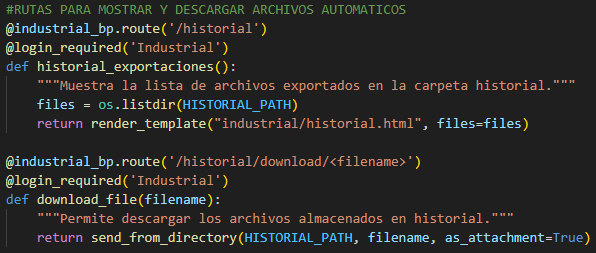 #RUTAS PARA MOSTRAR Y DESCARGAR ARCHIVOS AUTOMATICOS
@industrial_bp.route('/historial')
@login_required('Industrial')
def historial_exportaciones():
    """Muestra la lista de archivos exportados en la carpeta historial."""
    files = os.listdir(HISTORIAL_PATH)
    return render_template("industrial/historial.html", files=files)

@industrial_bp.route('/historial/download/<filename>')
@login_required('Industrial')
def download_file(filename):
    """Permite descargar los archivos almacenados en historial."""
    return send_from_directory(HISTORIAL_PATH, filename, as_attachment=True)